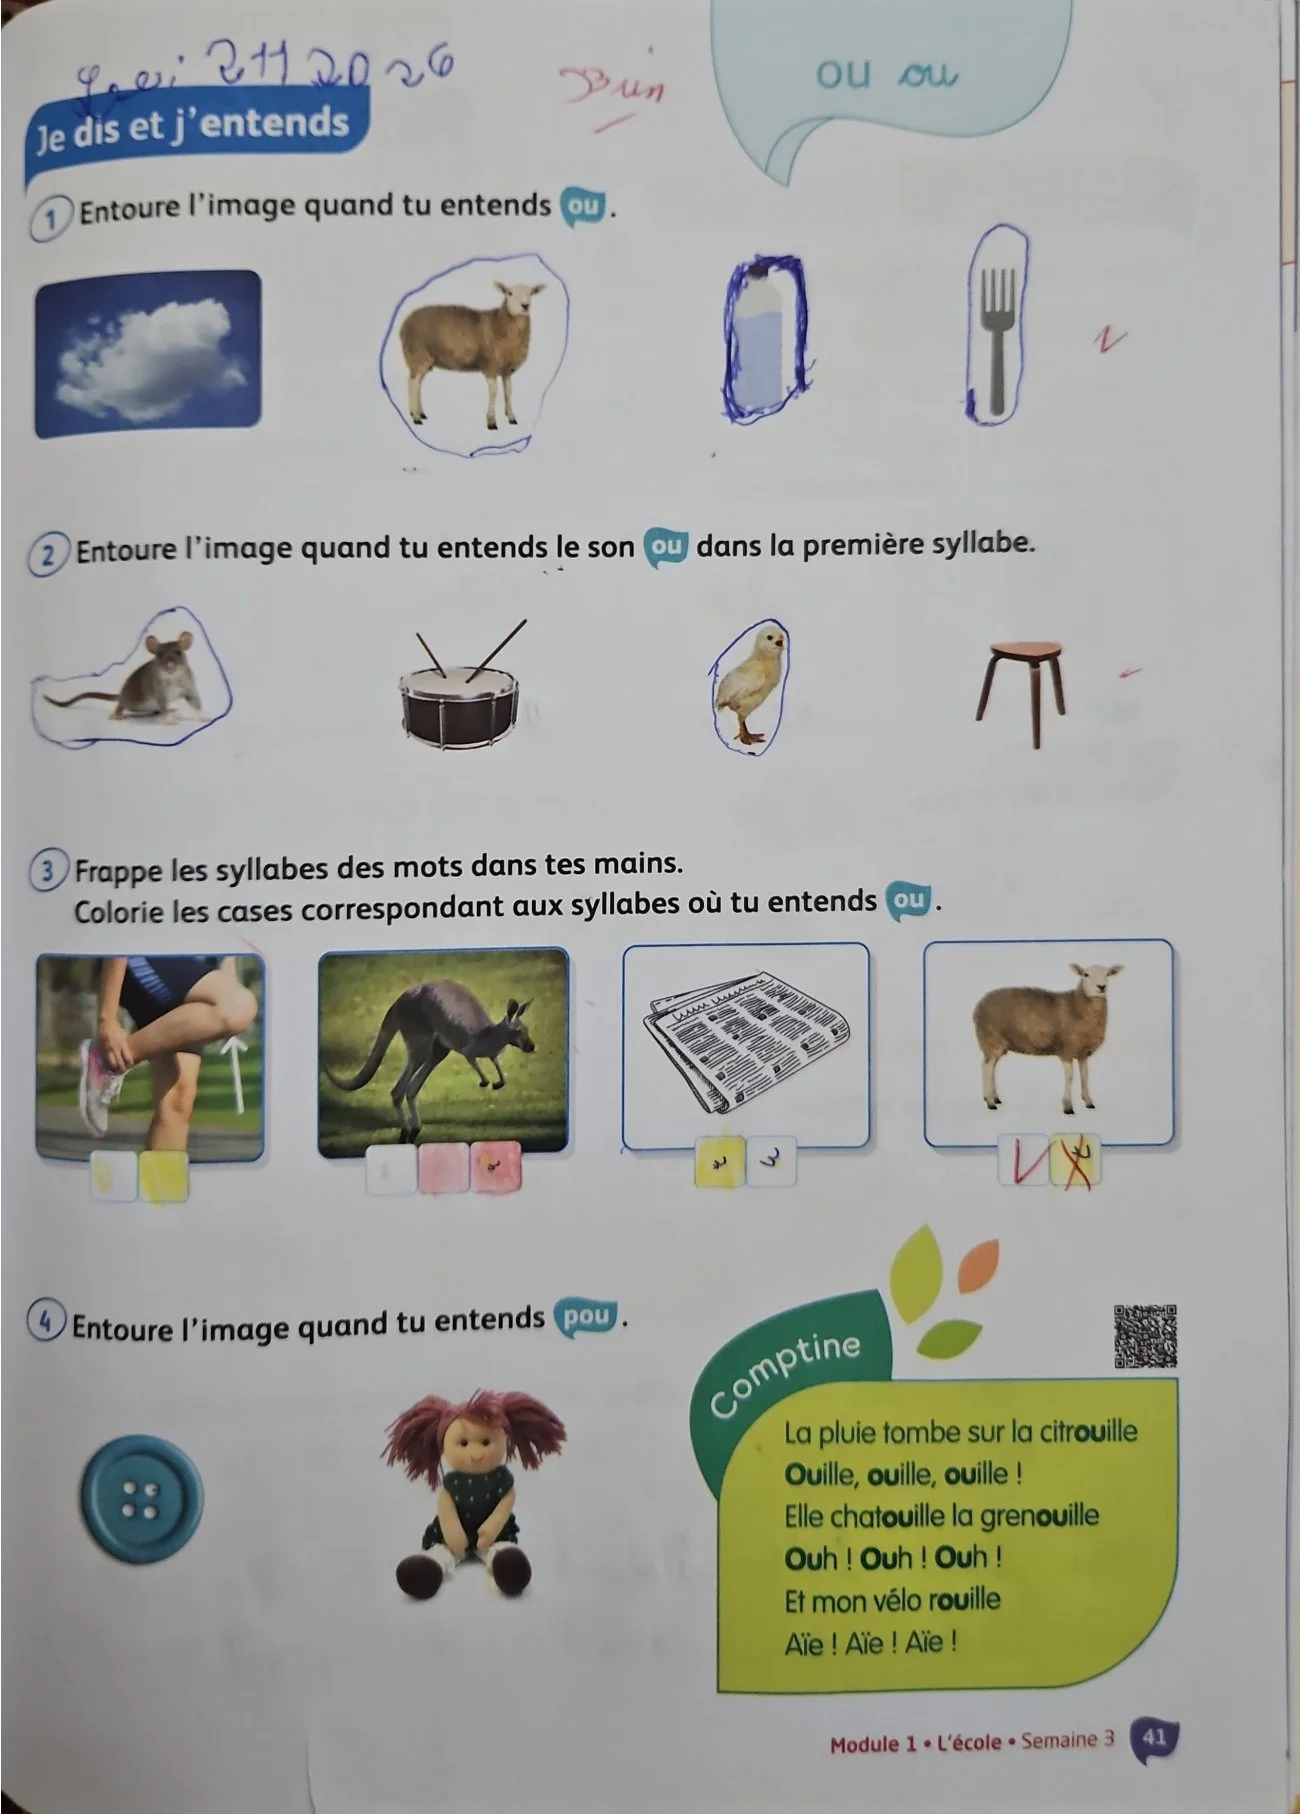 2026
ou ou
Je dis et j'entends
1 Entoure l'image quand tu entends ou.
2 Entoure l'image quand tu entends le son ou dans la première syllabe.
3 Frappe les syllabes des mots dans tes mains.
Colorie les cases correspondant aux syllabes où tu entends ou.
4 Entoure l'image quand tu entends pou.
Comptine
La pluie tombe sur la citrouille
Ouille, ouille, ouille !
Elle chatouille la grenouille
Ouh ! Ouh ! Ouh !
Et mon vélo rouille
Aïe ! Aïe ! Aïe !
Module 1 • L'école • Semaine 3 41